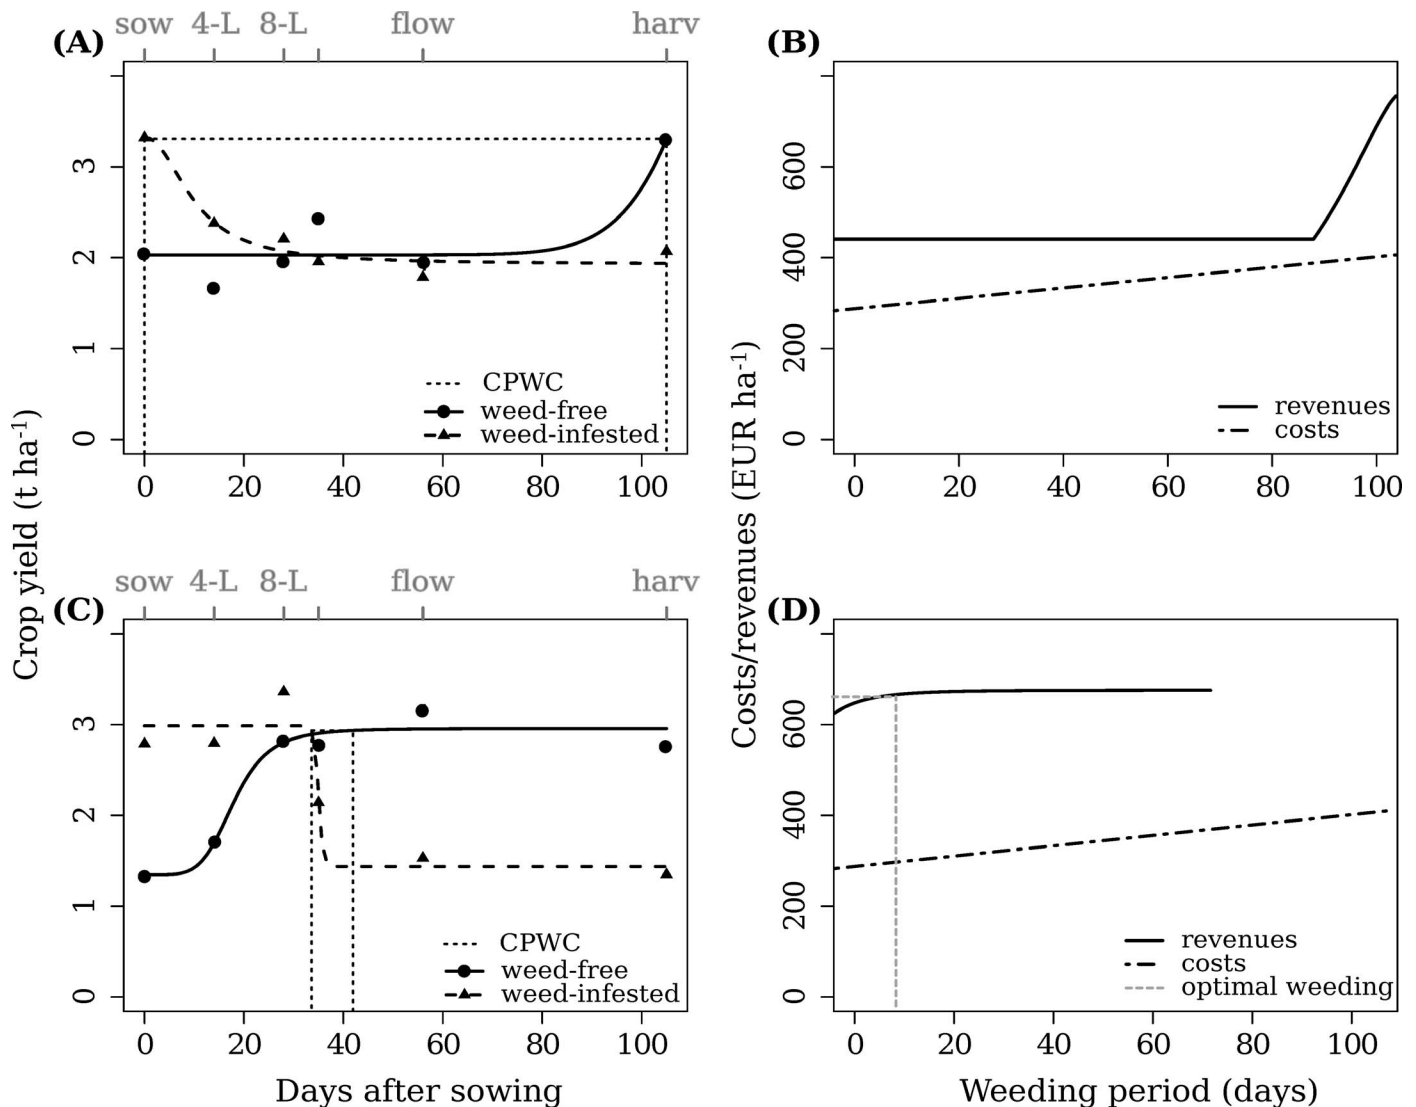 (A)
sow 4-L 8-L flow harv
0 1 2 3
CPWC
weed-free
weed-infested
0 20 40 60 80 100
(B)
0 200 400 600
revenues
costs
0 20 40 60 80 100
Crop yield (t ha-1)
Costs/revenues (EUR ha-1)
(C)
sow 4-L 8-L flow harv
0 1 2 3
CPWC
weed-free
weed-infested
0 20 40 60 80 100
Days after sowing
(D)
0 200 400 600
revenues
costs
optimal weeding
0 20 40 60 80 100
Weeding period (days)